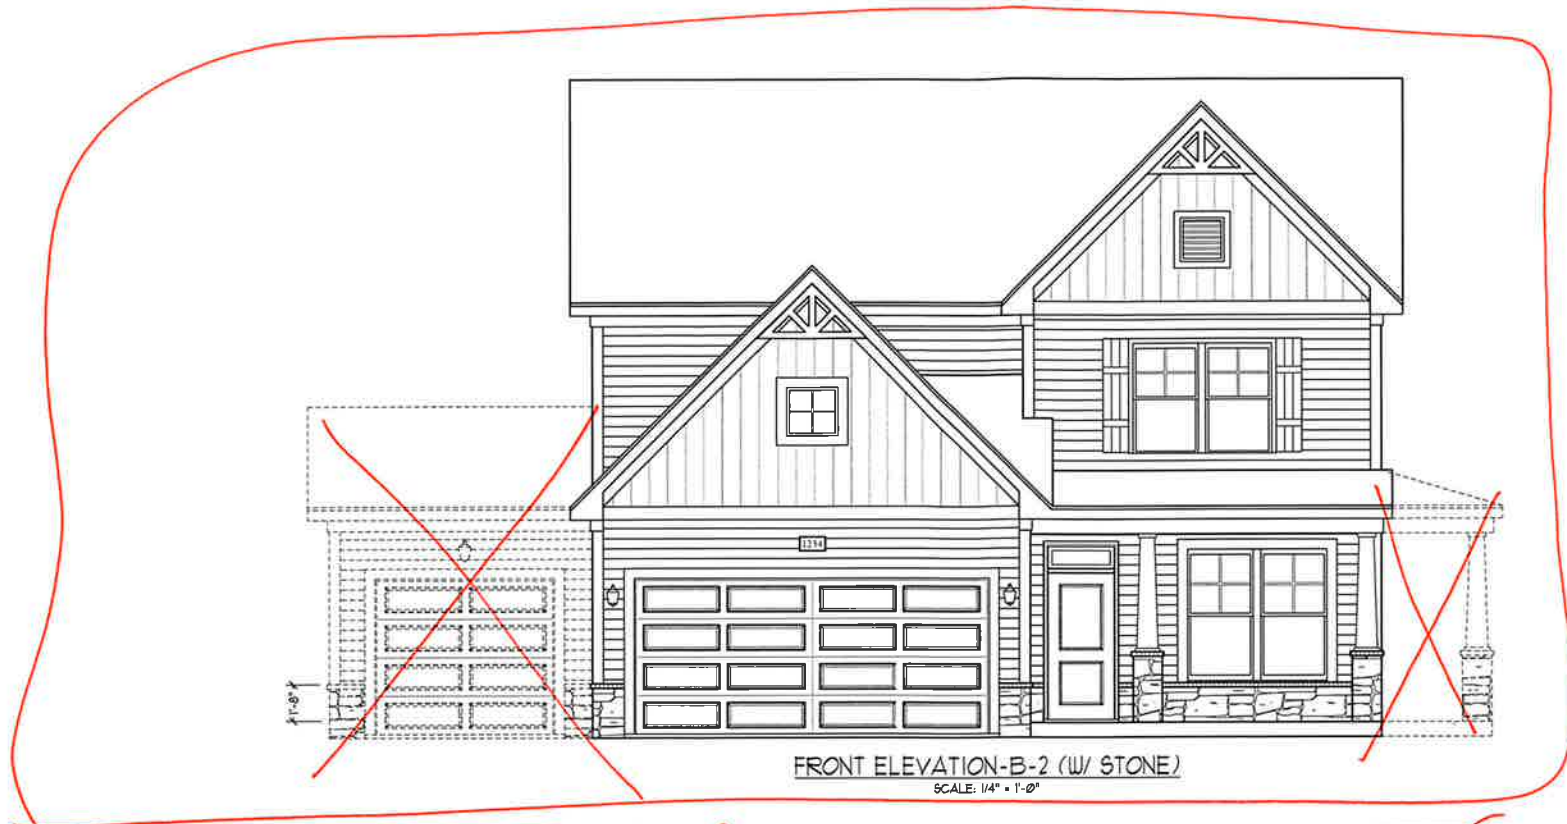 1234
1'-8"
FRONT ELEVATION-B-2 (W/ STONE)
SCALE: 1/4" = 1'-0"